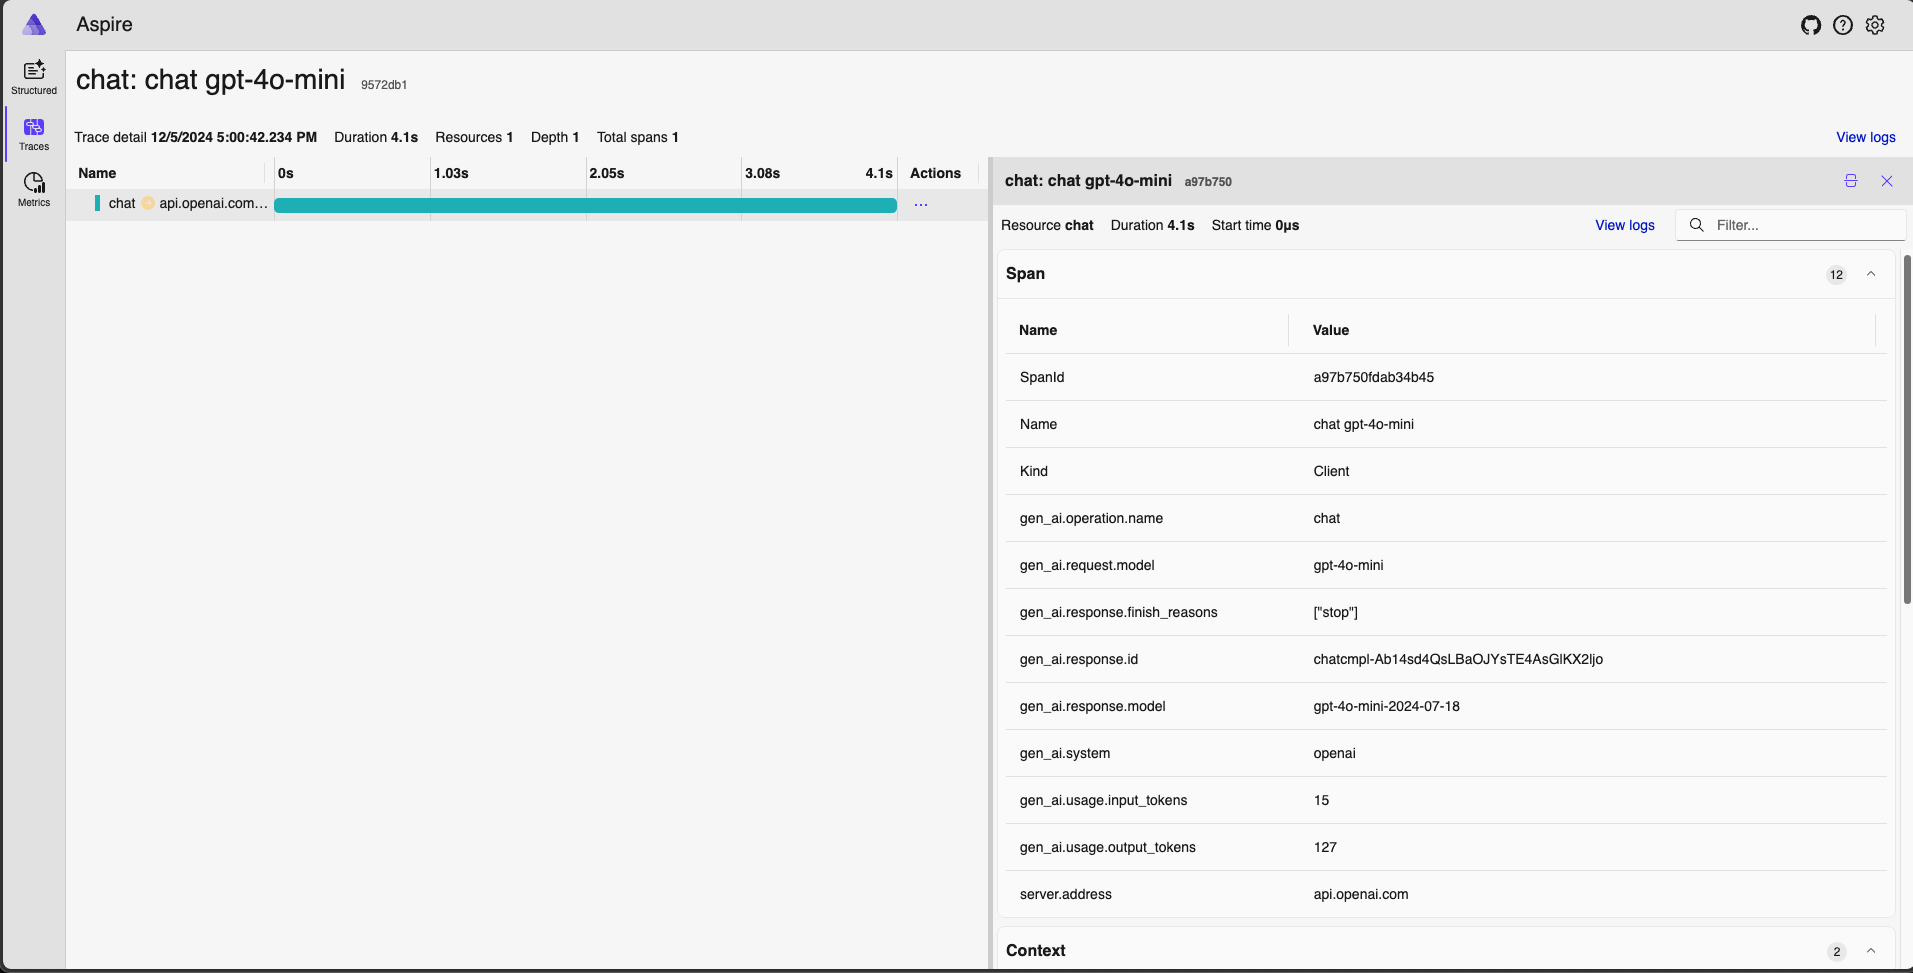 Aspire
Structured
Traces
Metrics
chat: chat gpt-4o-mini 9572db1
Trace detail 12/5/2024 5:00:42.234 PM Duration 4.1s Resources 1 Depth 1 Total spans 1 View logs
Name 0s 1.03s 2.05s 3.08s 4.1s Actions
chat api.openai.com... ...
chat: chat gpt-4o-mini a97b750
Resource chat Duration 4.1s Start time 0μs View logs Filter...
Span 12
Name Value
SpanId a97b750fdab34b45
Name chat gpt-4o-mini
Kind Client
gen_ai.operation.name chat
gen_ai.request.model gpt-4o-mini
gen_ai.response.finish_reasons ["stop"]
gen_ai.response.id chatcmpl-Ab14sd4QsLBaOJYsTE4AsGlKX2ljo
gen_ai.response.model gpt-4o-mini-2024-07-18
gen_ai.system openai
gen_ai.usage.input_tokens 15
gen_ai.usage.output_tokens 127
server.address api.openai.com
Context 2